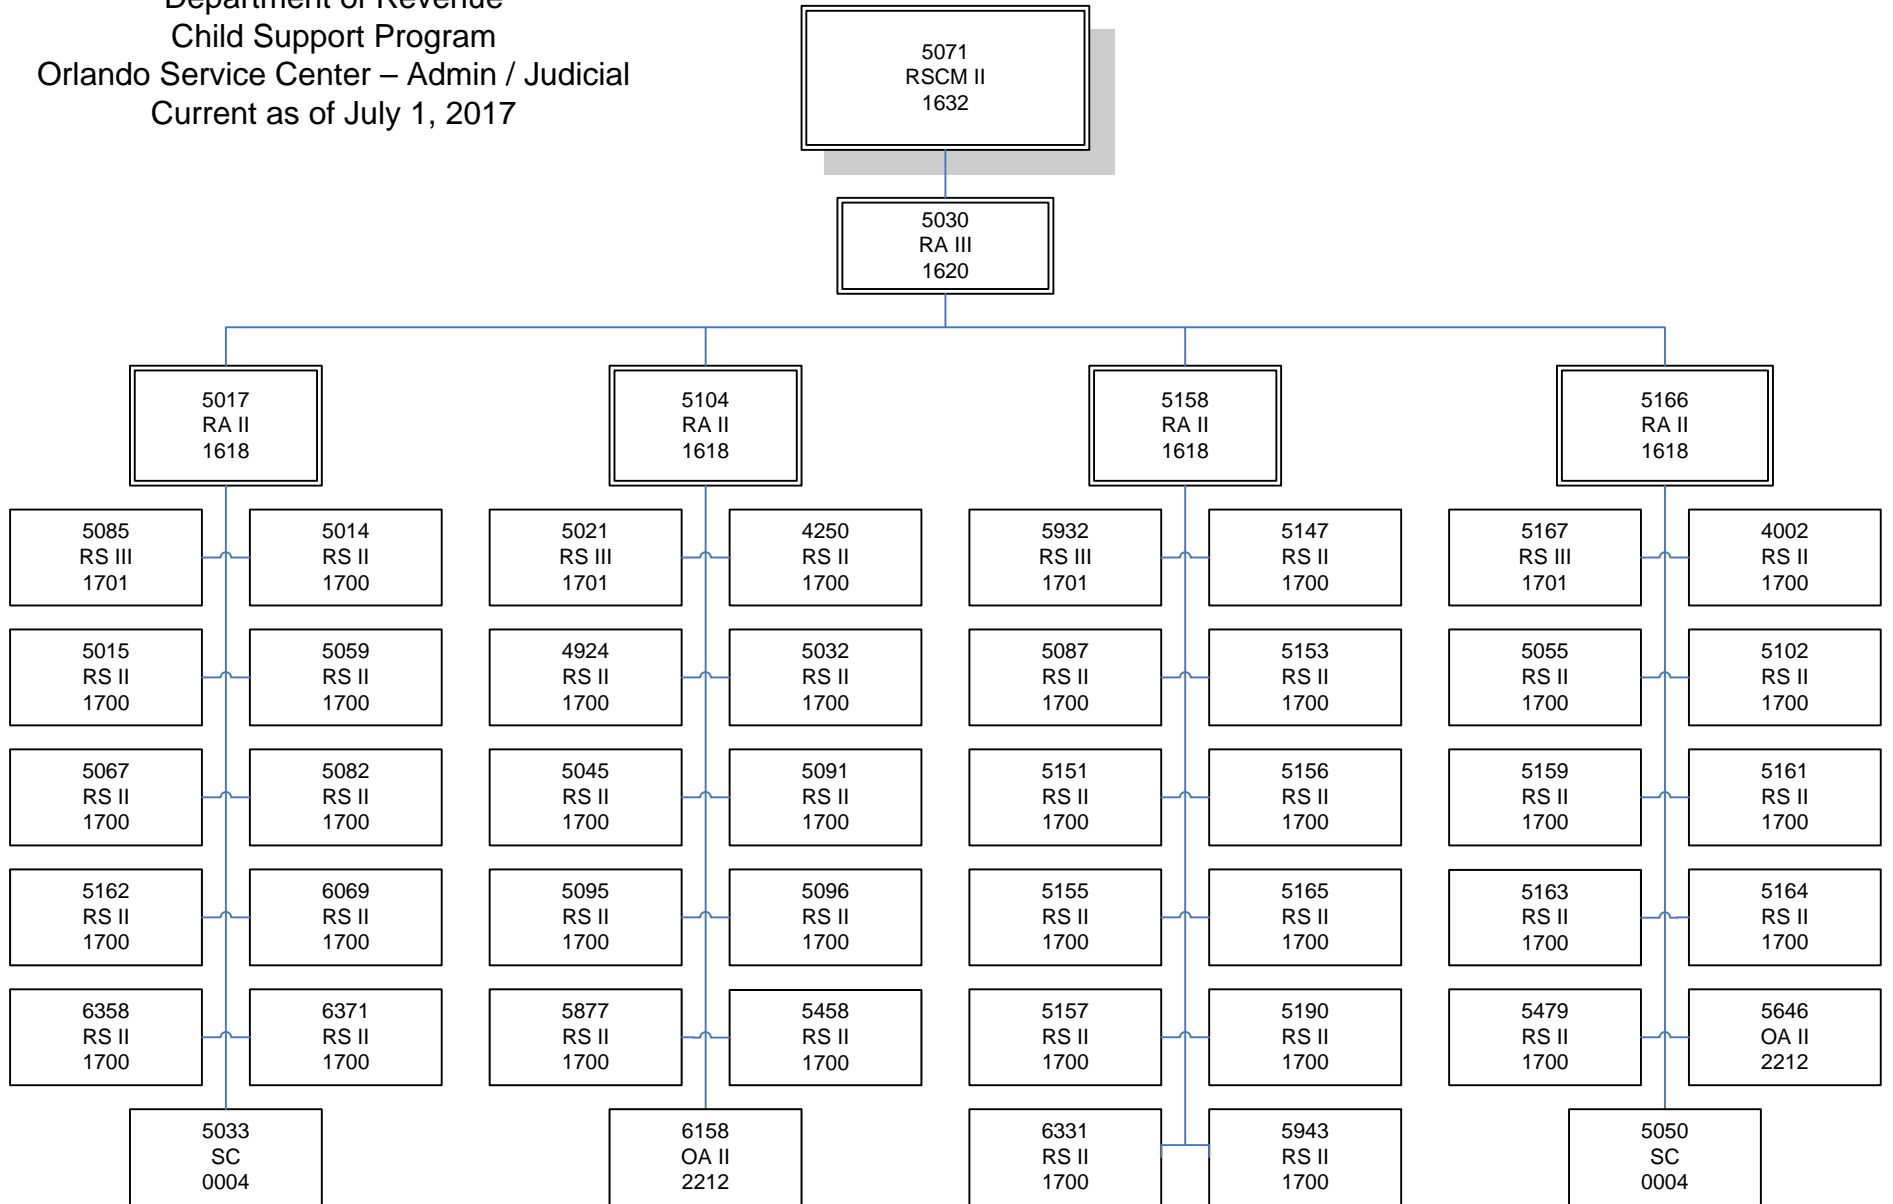 Department of Revenue
Child Support Program
Orlando Service Center – Admin / Judicial
Current as of July 1, 2017
5071
RSCM II
1632
5030
RA III
1620
5017
RA II
1618
5104
RA II
1618
5158
RA II
1618
5166
RA II
1618
5085
RS III
1701
5014
RS II
1700
5021
RS III
1701
4250
RS II
1700
5932
RS III
1701
5147
RS II
1700
5167
RS III
1701
4002
RS II
1700
5015
RS II
1700
5059
RS II
1700
4924
RS II
1700
5032
RS II
1700
5087
RS II
1700
5153
RS II
1700
5055
RS II
1700
5102
RS II
1700
5067
RS II
1700
5082
RS II
1700
5045
RS II
1700
5091
RS II
1700
5151
RS II
1700
5156
RS II
1700
5159
RS II
1700
5161
RS II
1700
5162
RS II
1700
6069
RS II
1700
5095
RS II
1700
5096
RS II
1700
5155
RS II
1700
5165
RS II
1700
5163
RS II
1700
5164
RS II
1700
6358
RS II
1700
6371
RS II
1700
5877
RS II
1700
5458
RS II
1700
5157
RS II
1700
5190
RS II
1700
5479
RS II
1700
5646
OA II
2212
5033
SC
0004
6158
OA II
2212
6331
RS II
1700
5943
RS II
1700
5050
SC
0004